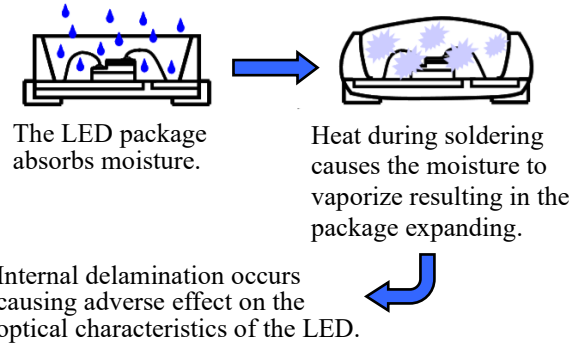 The LED package
absorbs moisture.
Heat during soldering
causes the moisture to
vaporize resulting in the
package expanding.
Internal delamination occurs
causing adverse effect on the
optical characteristics of the LED.